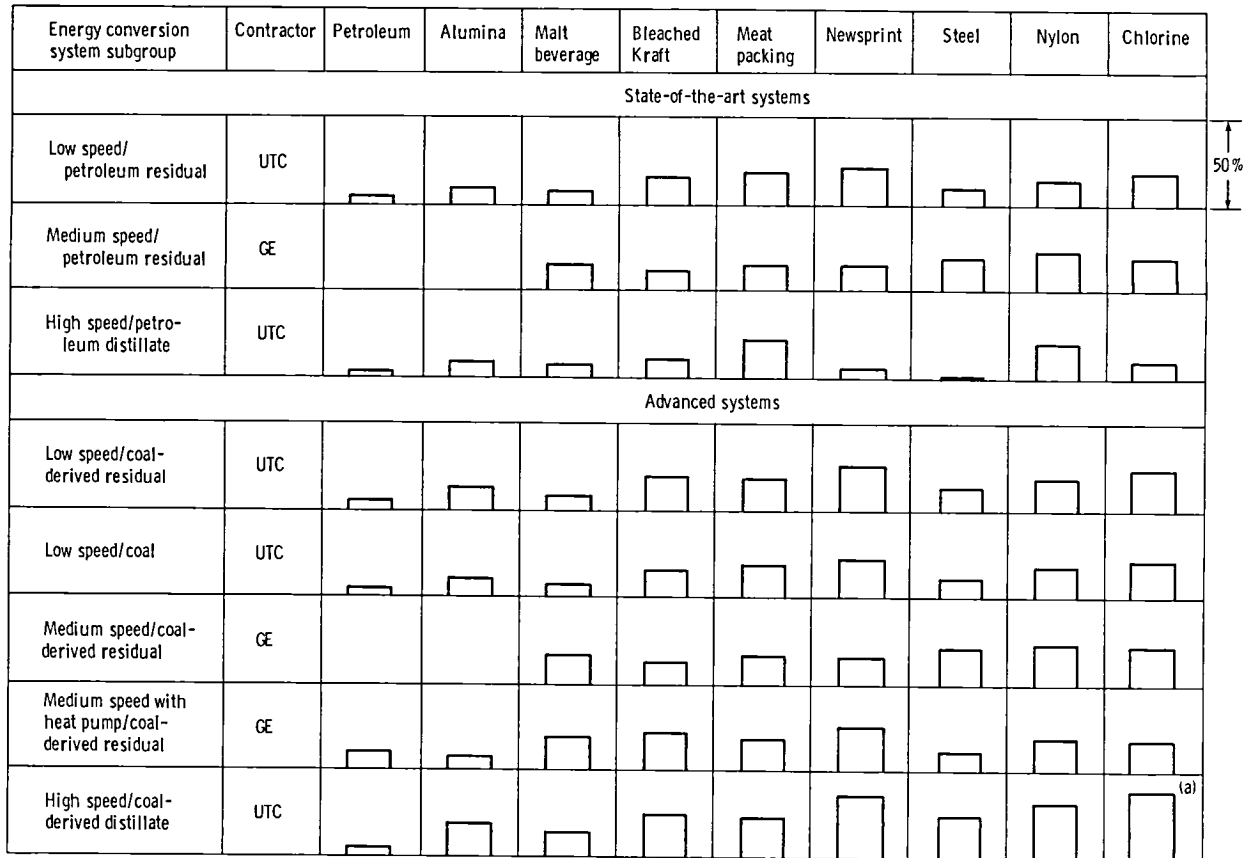 Energy conversion
system subgroup
Contractor
Petroleum
Alumina
Malt
beverage
Bleached
Kraft
Meat
packing
Newsprint
Steel
Nylon
Chlorine
State-of-the-art systems
Low speed/
petroleum residual
UTC
50%
Medium speed/
petroleum residual
GE
High speed/petro-
leum distillate
UTC
Advanced systems
Low speed/coal-
derived residual
UTC
Low speed/coal
UTC
Medium speed/coal-
derived residual
GE
Medium speed with
heat pump/coal-
derived residual
GE
High speed/coal-
derived distillate
UTC
(a)